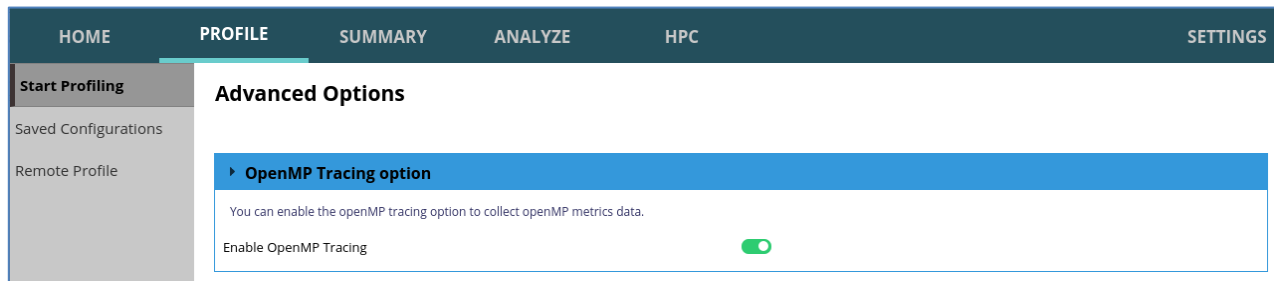 HOME PROFILE SUMMARY ANALYZE HPC SETTINGS
Start Profiling
Saved Configurations
Remote Profile
Advanced Options
OpenMP Tracing option
You can enable the openMP tracing option to collect openMP metrics data.
Enable OpenMP Tracing